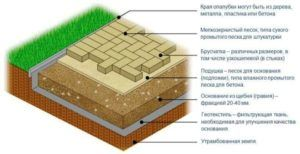 Края опалубки могут быть из дерева,
металла, пластика или бетона
Мелкозернистый песок, типа сухого
промытого песка для штукатурки
Брусчатка – различных размеров, в
том числе укороченной (в стыках)
Подушка – песок для основания
(подложки), типа влажного промытого
песка для бетона.
Основание из щебня (гравия) –
фракцией 20-40 мм
Геотекстиль – фильтрующая ткань,
необходимая для улучшения качества
основания.
Утрамбованная земля.